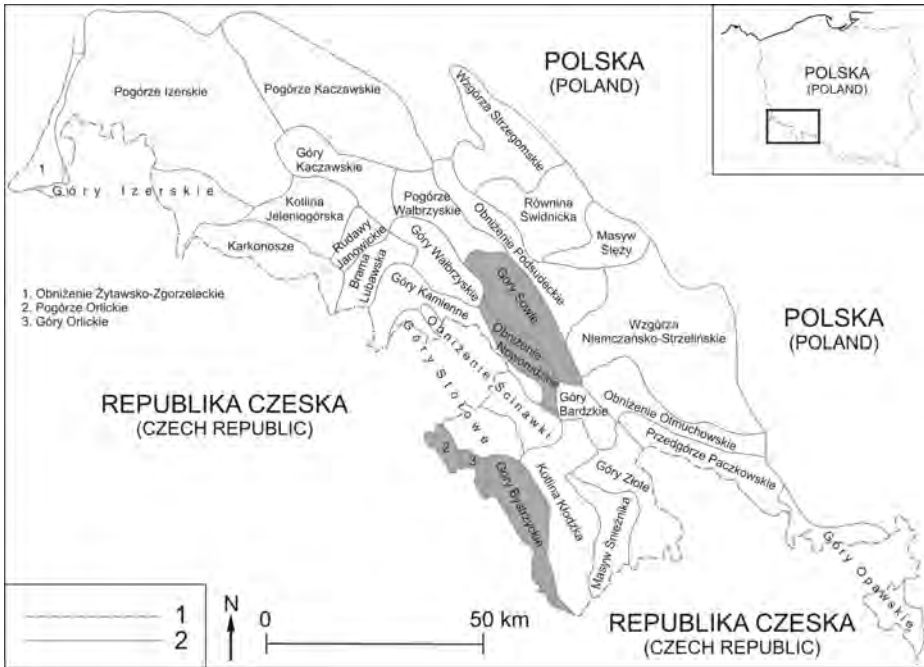 POLSKA
(POLAND)
POLSKA
(POLAND)
Pogórze Izerskie
Pogórze Kaczawskie
Wzgórza Strzegomskie
Góry
Kaczawskie
1
Góry Izerskie
Kotlina
Jeleniogórska
Pogórze
Wałbrzyskie
Równina
Świdnicka
Obniżenie Podsudeckie
Masyw
Ślęży
Karkonosze
Rudawy
Janowickie
Brama
Lubawska
Góry Wałbrzyskie
Góry Sowie
1, Obniżenie Żytawsko-Zgorzeleckie
2. Pogórze Orlickie
3. Góry Orlickie
Góry Kamienne
Obniżenie
Noworudzkie
Wzgórza
Niemczańsko-Strzelińskie
POLSKA
(POLAND)
Obniżenie Ścinawki
Góry Stołowe
Góry
Bardzkie
Obniżenie Otmuchowskie
Przedgórze Paczkowskie
REPUBLIKA CZESKA
(CZECH REPUBLIC)
2
3
Góry Bystrzyckie
Kotlina Kłodzka
Góry Złote
Masyw Śnieżnika
Góry Opawskie
1
2
N
0
50 km
REPUBLIKA CZESKA
(CZECH REPUBLIC)